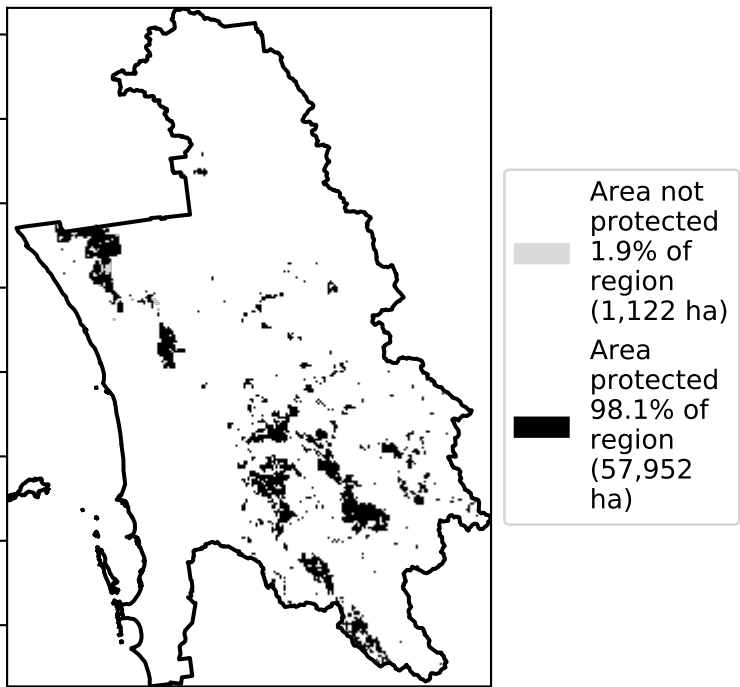 Area not
protected
1.9% of
region
(1,122 ha)
Area
protected
98.1% of
region
(57,952
ha)